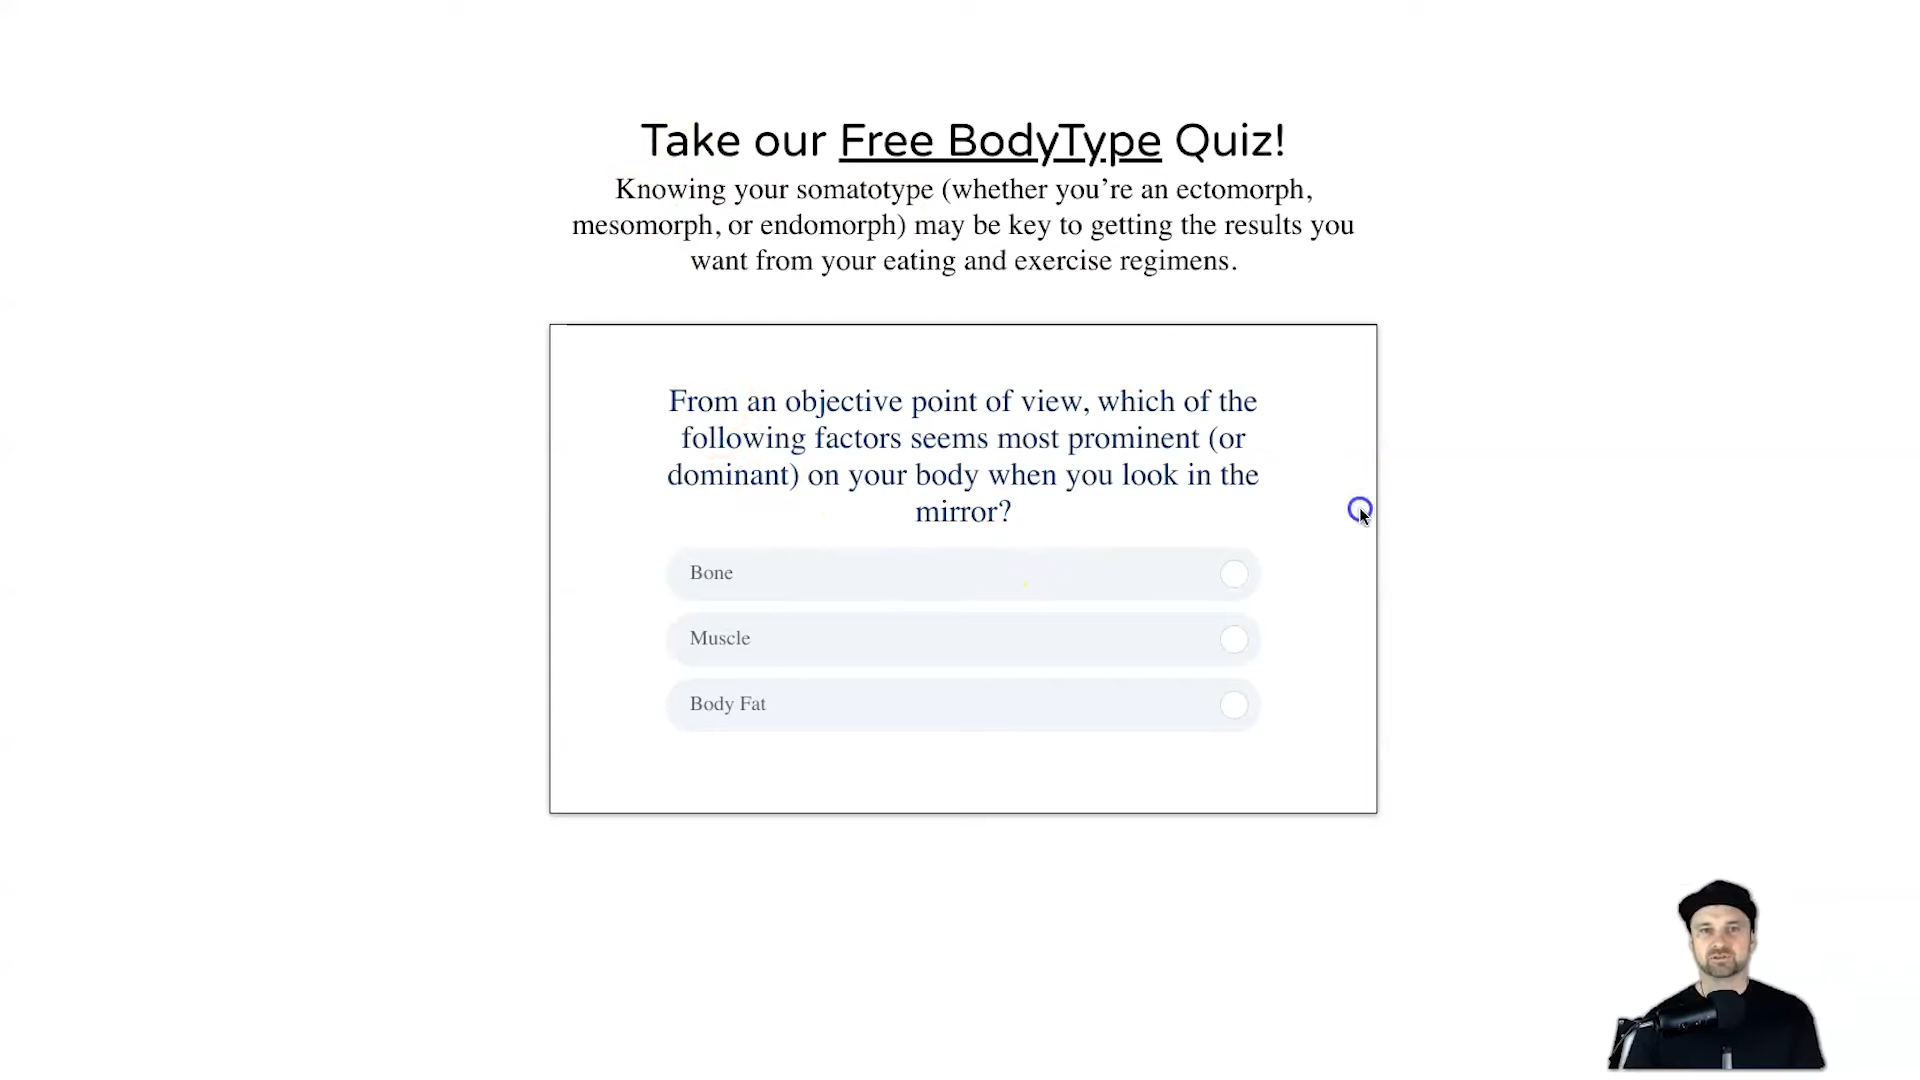 Take our Free BodyType Quiz!
Knowing your somatotype (whether you’re an ectomorph,
mesomorph, or endomorph) may be key to getting the results you
want from your eating and exercise regimens.
From an objective point of view, which of the
following factors seems most prominent (or
dominant) on your body when you look in the
mirror?
Bone
Muscle
Body Fat